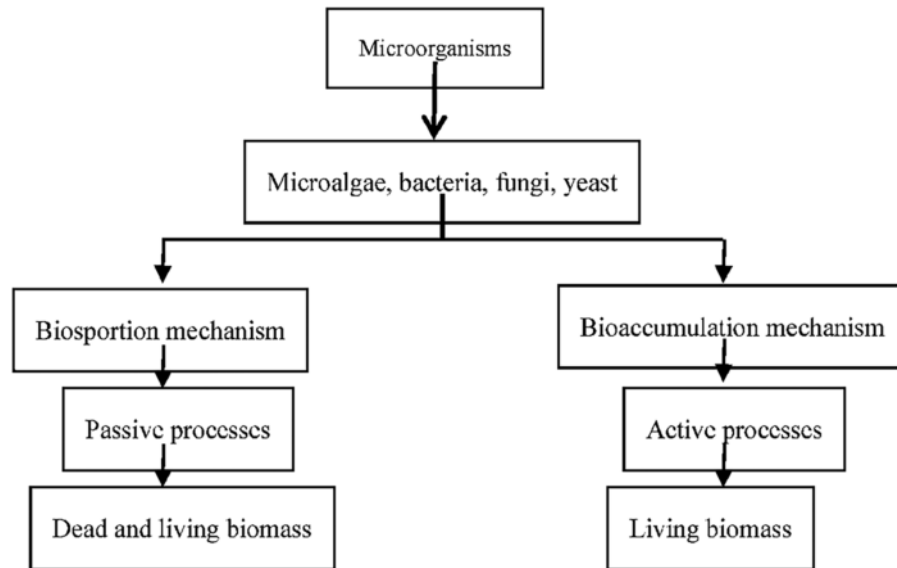 Microorganisms
Microalgae, bacteria, fungi, yeast
Biosportion mechanism
Bioaccumulation mechanism
Passive processes
Active processes
Dead and living biomass
Living biomass